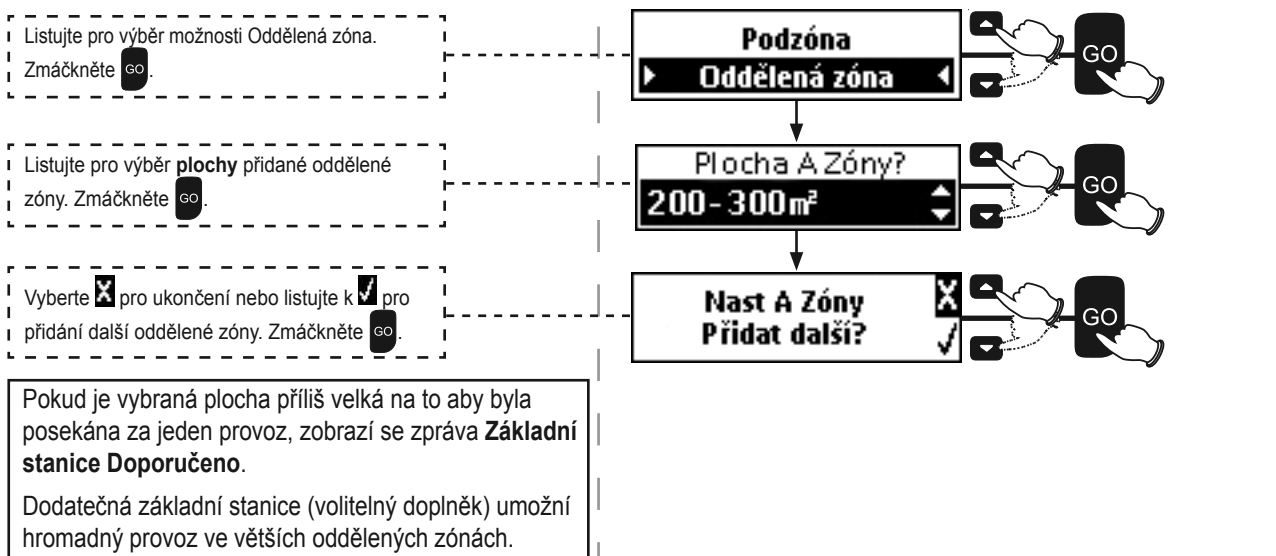 Listujte pro výběr možnosti Oddělená zóna.
Zmáčkněte GO.
Podzóna
Oddělená zóna
GO
Listujte pro výběr plochy přidané oddělené
zóny. Zmáčkněte GO.
Plocha A Zóny?
200-300m²
GO
Vyberte X pro ukončení nebo listujte k √ pro
přidání další oddělené zóny. Zmáčkněte GO.
Nast A Zóny X
Přidat další? √
GO
Pokud je vybraná plocha příliš velká na to aby byla
posekána za jeden provoz, zobrazí se zpráva Základní
stanice Doporučeno.
Dodatečná základní stanice (volitelný doplněk) umožní
hromadný provoz ve větších oddělených zónách.